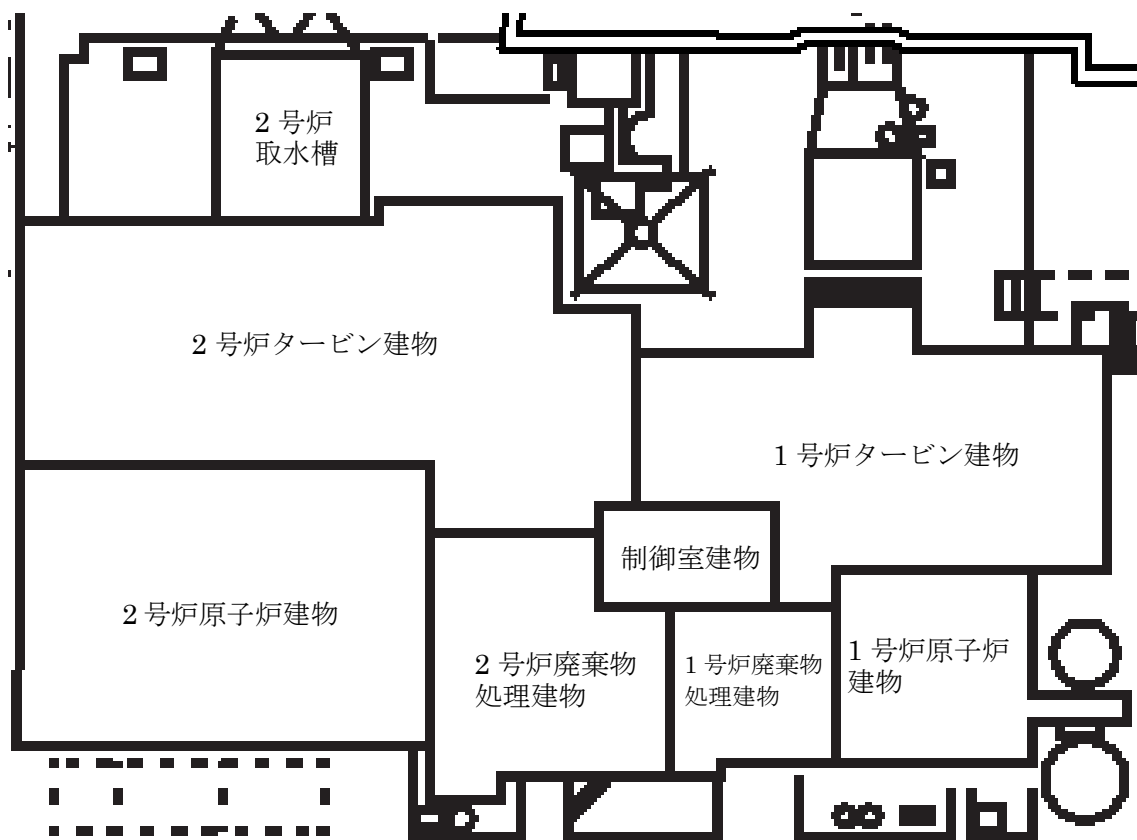 2 号炉
取水槽
2 号炉タービン建物
1 号炉タービン建物
制御室建物
2 号炉原子炉建物
2 号炉廃棄物
処理建物
1 号炉廃棄物
処理建物
1 号炉原子炉
建物